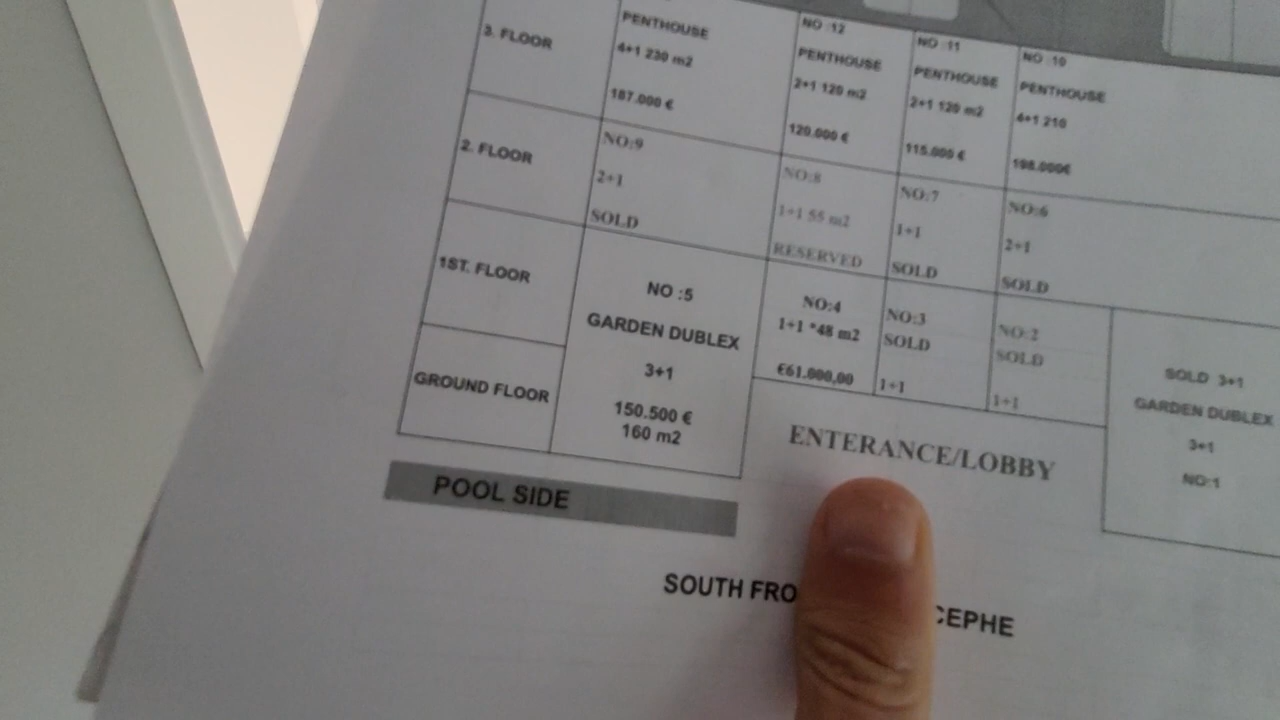 3. FLOOR
PENTHOUSE
4+1 230 m2
187.000 €
NO :12
PENTHOUSE
2+1 120 m2
120.000 €
NO :11
PENTHOUSE
2+1 120 m2
115.000 €
NO :10
PENTHOUSE
4+1 210
198.000€
2. FLOOR
NO:9
2+1
SOLD
NO:8
1+1 55 m2
RESERVED
NO:7
1+1
SOLD
NO:6
2+1
SOLD
1ST. FLOOR
GROUND FLOOR
NO :5
GARDEN DUBLEX
3+1
150.500 €
160 m2
NO:4
1+1 *48 m2
€61.000,00
NO:3
SOLD
1+1
NO:2
SOLD
1+1
SOLD 3+1
GARDEN DUBLEX
3+1
NO:1
ENTERANCE/LOBBY
POOL SIDE
SOUTH FRO CEPHE